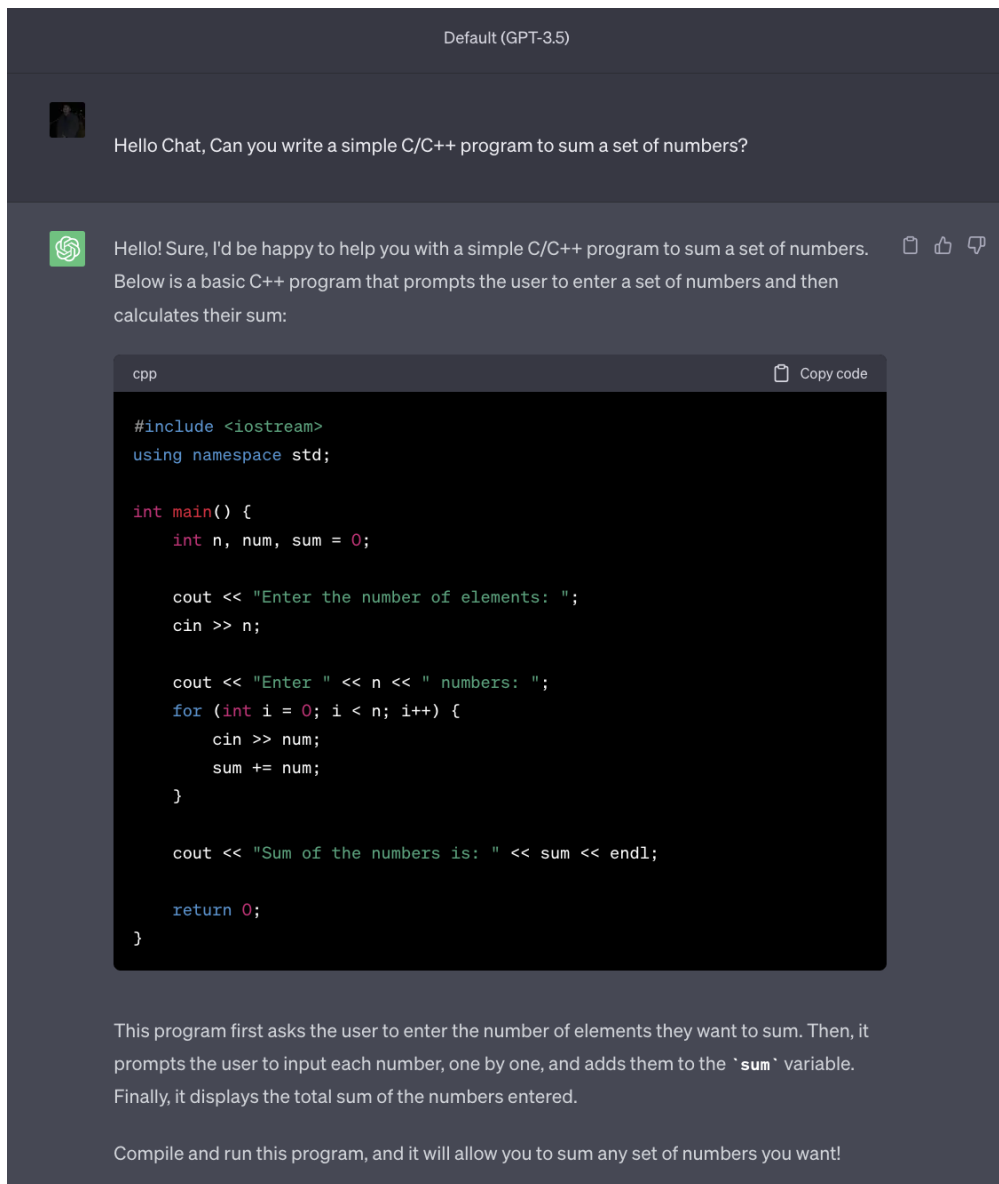 Default (GPT-3.5)
Hello Chat, Can you write a simple C/C++ program to sum a set of numbers?
Hello! Sure, I'd be happy to help you with a simple C/C++ program to sum a set of numbers.
Below is a basic C++ program that prompts the user to enter a set of numbers and then
calculates their sum:
cpp
Copy code
#include <iostream>
using namespace std;

int main() {
    int n, num, sum = 0;

    cout << "Enter the number of elements: ";
    cin >> n;

    cout << "Enter " << n << " numbers: ";
    for (int i = 0; i < n; i++) {
        cin >> num;
        sum += num;
    }

    cout << "Sum of the numbers is: " << sum << endl;

    return 0;
}
This program first asks the user to enter the number of elements they want to sum. Then, it
prompts the user to input each number, one by one, and adds them to the `sum` variable.
Finally, it displays the total sum of the numbers entered.
Compile and run this program, and it will allow you to sum any set of numbers you want!